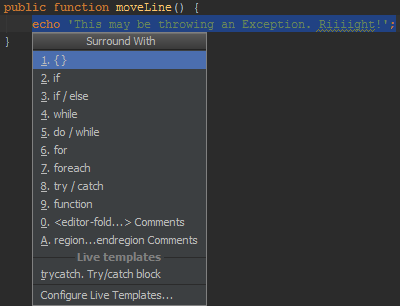 public function moveLine() {
echo 'This may be throwing an Exception. Riiiight!';
}
Surround With
1. {}
2. if
3. if / else
4. while
5. do / while
6. for
7. foreach
8. try / catch
9. function
0. <editor-fold...> Comments
A. region...endregion Comments
Live templates
trycatch. Try/catch block
Configure Live Templates...